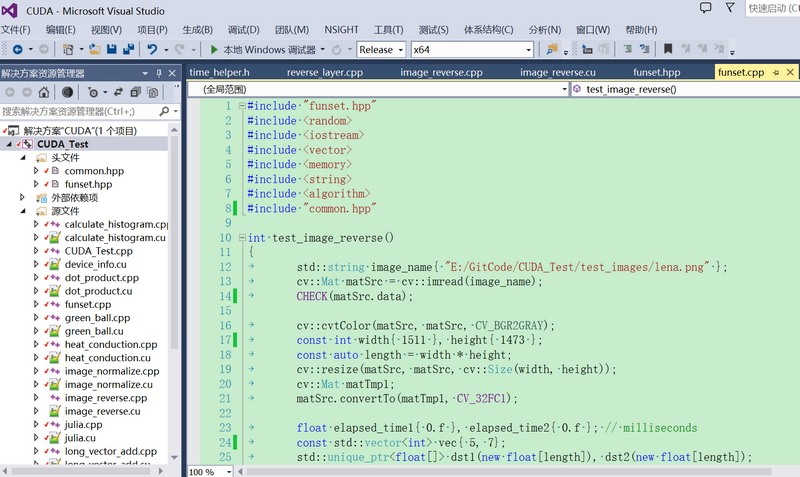 CUDA - Microsoft Visual Studio
快速启动 (Ctrl+
文件(F) 编辑(E) 视图(V) 项目(P) 生成(B) 调试(D) 团队(M) NSIGHT 工具(T) 测试(S) 体系结构(C) 分析(N) 窗口(W) 帮助(H)
本地 Windows 调试器 Release x64
解决方案资源管理器
搜索解决方案资源管理器(Ctrl+;)
解决方案"CUDA"(1 个项目)
CUDA_Test
头文件
common.hpp
funset.hpp
外部依赖项
源文件
calculate_histogram.cpp
calculate_histogram.cu
CUDA_Test.cpp
device_info.cu
dot_product.cpp
dot_product.cu
funset.cpp
green_ball.cpp
green_ball.cu
heat_conduction.cpp
heat_conduction.cu
image_normalize.cpp
image_normalize.cu
image_reverse.cpp
image_reverse.cu
julia.cpp
julia.cu
long_vector_add.cpp
long_vector_add.cu
time_helper.h reverse_layer.cpp image_reverse.cpp image_reverse.cu funset.hpp funset.cpp
(全局范围) test_image_reverse()
1 #include "funset.hpp"
2 #include <random>
3 #include <iostream>
4 #include <vector>
5 #include <memory>
6 #include <string>
7 #include <algorithm>
8 #include "common.hpp"
9
10 int test_image_reverse()
11 {
12 std::string image_name{ "E:/GitCode/CUDA_Test/test_images/lena.png" };
13 cv::Mat matSrc = cv::imread(image_name);
14 CHECK(matSrc.data);
15
16 cv::cvtColor(matSrc, matSrc, CV_BGR2GRAY);
17 const int width{ 1511 }, height{ 1473 };
18 const auto length = width * height;
19 cv::resize(matSrc, matSrc, cv::Size(width, height));
20 cv::Mat matTmp1;
21 matSrc.convertTo(matTmp1, CV_32FC1);
22
23 float elapsed_time1{ 0.f }, elapsed_time2{ 0.f }; // milliseconds
24 const std::vector<int> vec{ 5, 7};
25 std::unique_ptr<float[]> dst1(new float[length]), dst2(new float[length]);
100 %